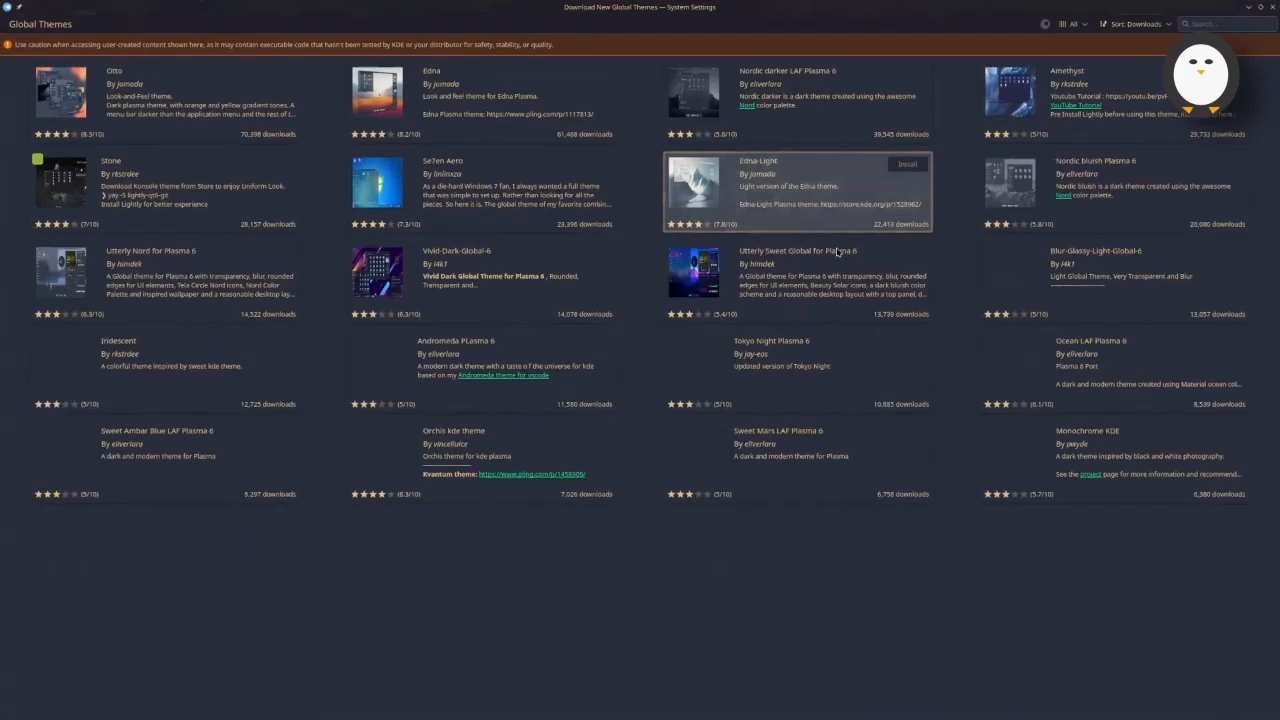 Download New Global Themes — System Settings
Global Themes
All
Sort: Downloads
Search...
Use caution when accessing user-created content shown here, as it may contain executable code that hasn't been tested by KDE or your distributor for safety, stability, or quality.
Otto
By jomada
Look-and-Feel theme.
Dark plasma theme, with orange and yellow gradient tones. A
menu bar darker than the application of the rest of t...
(8.3/10)
70,398 downloads
Edna
By jomada
Look and feel theme for Edna Plasma.
Edna Plasma theme: https://www.pling.com/p/1117813/
(8.2/10)
61,468 downloads
Nordic darker LAF Plasma 6
By eliverlara
Nordic darker is a dark theme created using the awesome
Nord color palette.
(5.8/10)
39,545 downloads
Amethyst
By rkstrdee
Youtube Tutorial : https://youtu.be/
YouTube Tutorial
Pre Install Lightly before using this theme,
(5/10)
29,733 downloads
Stone
By rkstrdee
Download Konsole theme from Store to enjoy Uniform Look.
❯ yay -S lightly-qt6-git
Install Lightly for better experience
(7/10)
28,157 downloads
Se7en Aero
By linlinxzo
As a die-hard Windows 7 fan, I always wanted a full theme
that was simple to set up. Rather than looking for all the
pieces. So here it is. The global theme of my favorite combin...
(7.3/10)
23,396 downloads
Edna-Light
Install
By jomada
Light version of the Edna theme.
Edna-Light Plasma theme: https://store.kde.org/p/1528962/
(7.8/10)
22,413 downloads
Nordic bluish Plasma 6
By eliverlara
Nordic bluish is a dark theme created using the awesome
Nord color palette.
(5.8/10)
20,680 downloads
Utterly Nord for Plasma 6
By himdek
A Global theme for Plasma 6 with transparency, blur, rounded
edges for UI elements, Tela Circle Nord icons, Nord Color
Palette and inspired wallpaper and a reasonable desktop lay...
(6.3/10)
14,522 downloads
Vivid-Dark-Global-6
By l4k1
Vivid Dark Global Theme for Plasma 6 , Rounded,
Transparent and...
(6.3/10)
14,078 downloads
Utterly Sweet Global for Plasma 6
By himdek
A Global theme for Plasma 6 with transparency, blur, rounded
edges for UI elements, Beauty Solar icons, a dark bluish color
scheme and a reasonable desktop layout with a top panel, d...
(5.4/10)
13,739 downloads
Blur-Glassy-Light-Global-6
By l4k1
Light Global Theme, Very Transparent and Blur
(5/10)
13,057 downloads
Iridescent
By rkstrdee
A colorful theme inspired by sweet kde theme.
(5/10)
12,725 downloads
Andromeda PLasma 6
By eliverlara
A modern dark theme with a taste of the universe for kde
based on my Andromeda theme for vscode
(5/10)
11,580 downloads
Tokyo Night Plasma 6
By jay-eos
Updated version of Tokyo Night
(5/10)
10,885 downloads
Ocean LAF Plasma 6
By eliverlara
Plasma 6 Port
A dark and modern theme created using Material ocean col...
(6.1/10)
8,539 downloads
Sweet Ambar Blue LAF Plasma 6
By eliverlara
A dark and modern theme for Plasma
(5/10)
8,297 downloads
Orchis kde theme
By vinceliuice
Orchis theme for kde plasma
Kvantum theme: https://www.pling.com/p/1458909/
(8.3/10)
7,026 downloads
Sweet Mars LAF Plasma 6
By eliverlara
A dark and modern theme for Plasma
(5/10)
6,758 downloads
Monochrome KDE
By pwyde
A dark theme inspired by black and white photography.
See the project page for more information and recommend...
(5.7/10)
6,380 downloads